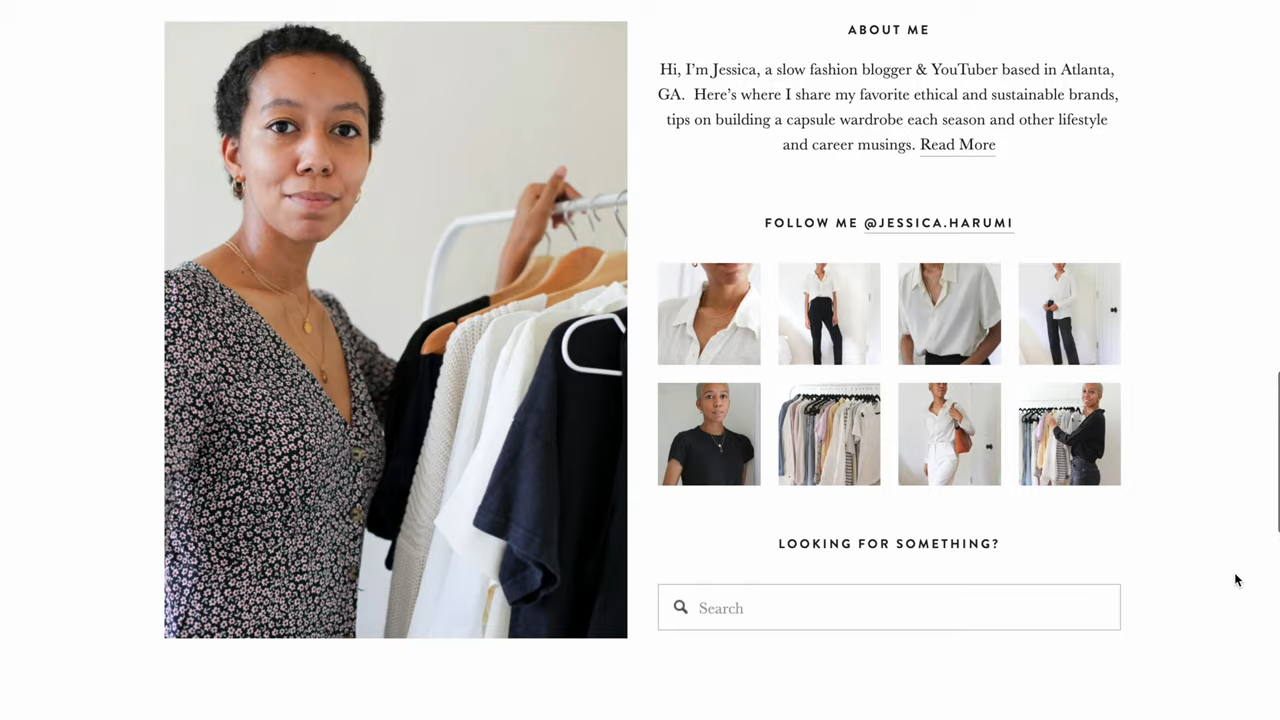 ABOUT ME
Hi, I’m Jessica, a slow fashion blogger & YouTuber based in Atlanta,
GA.  Here’s where I share my favorite ethical and sustainable brands,
tips on building a capsule wardrobe each season and other lifestyle
and career musings. Read More
FOLLOW ME @JESSICA.HARUMI
LOOKING FOR SOMETHING?
Search